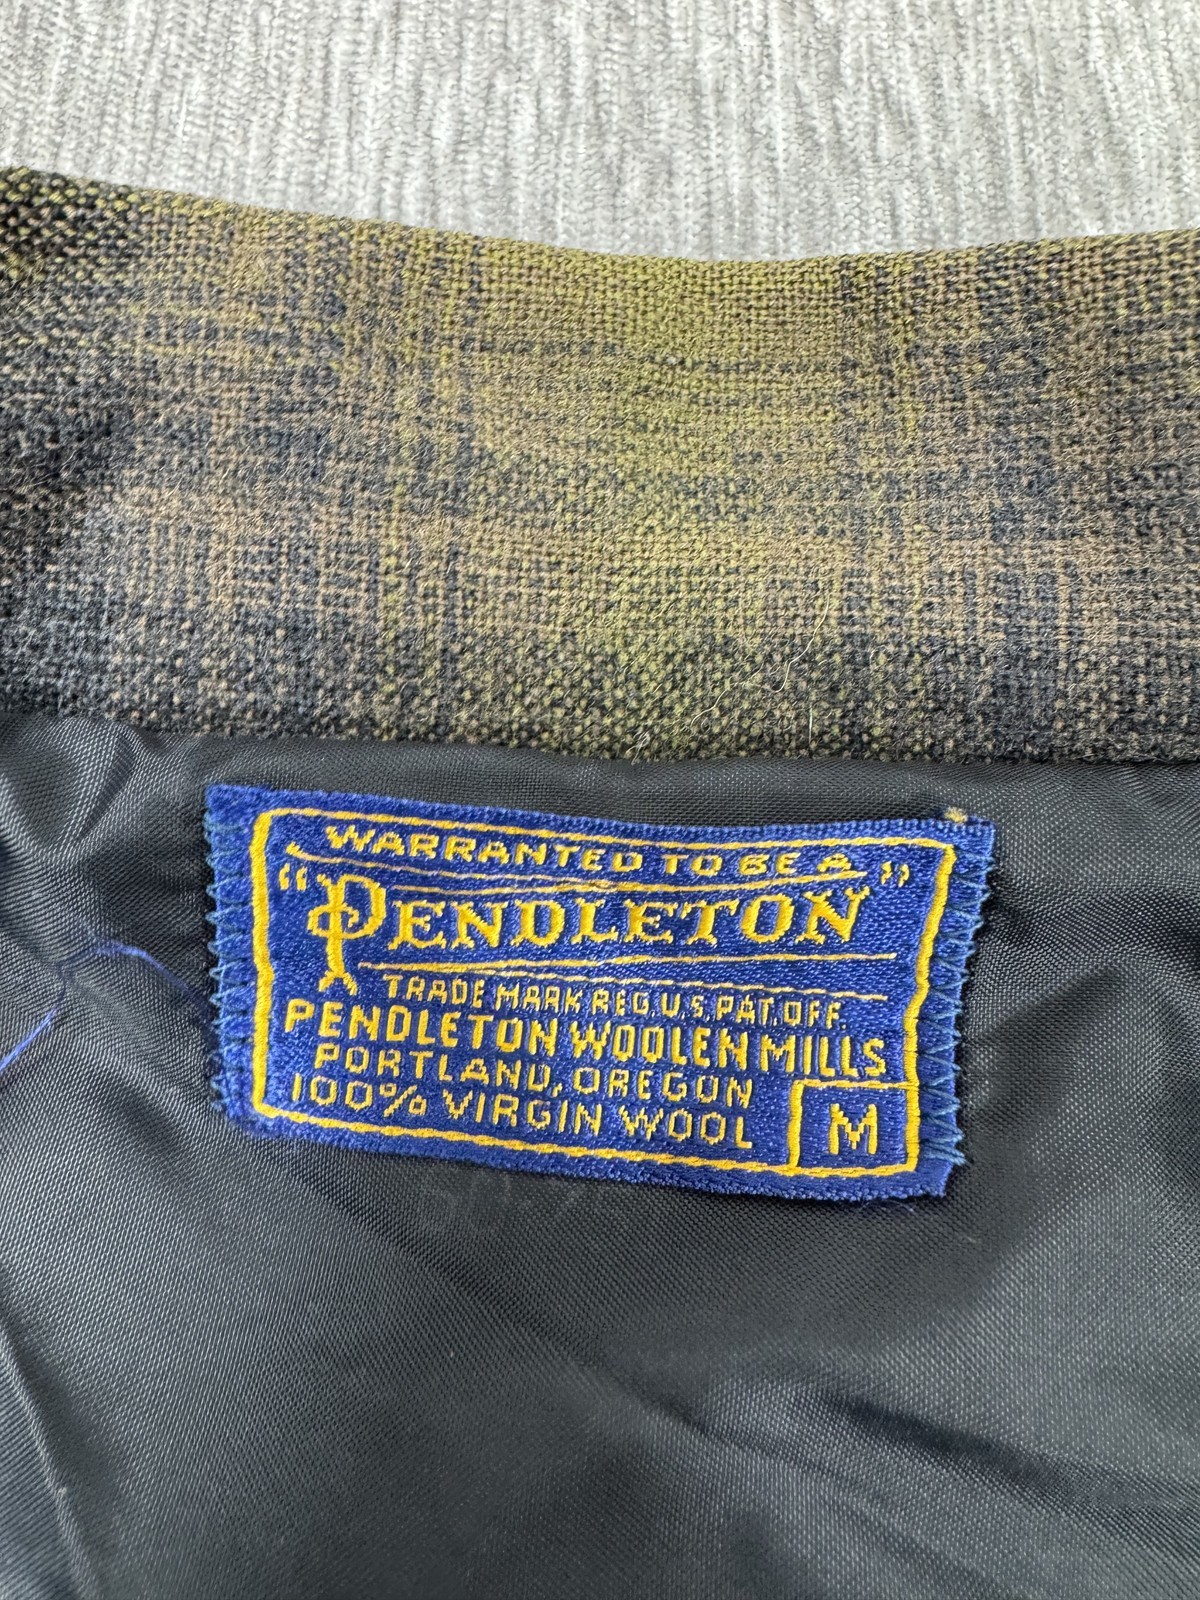 WARRANTED TO BE A
"PENDLETON"
TRADE MARK REG. U.S. PAT. OFF.
PENDLETON WOOLEN MILLS
PORTLAND, OREGON
100% VIRGIN WOOL
M